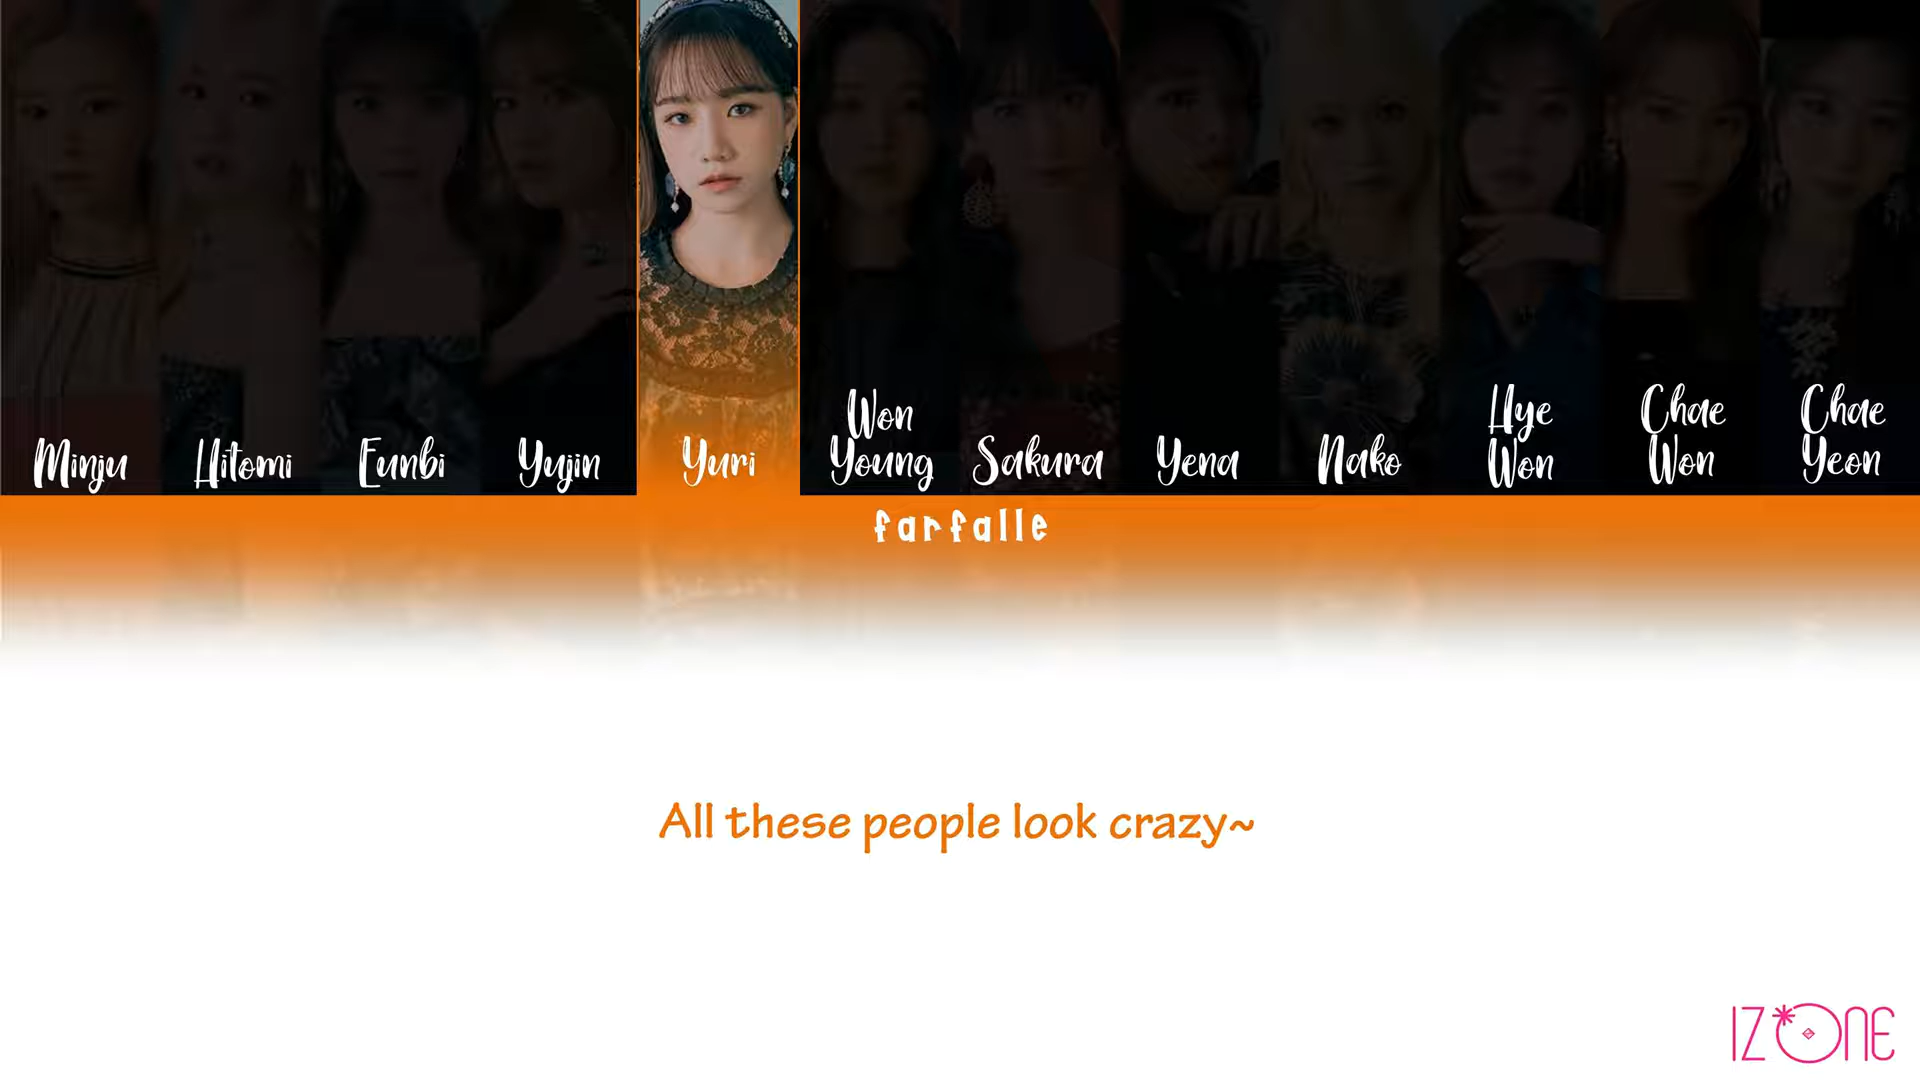 Minju Hitomi Eunbi Yujin Yuri Won Young Sakura Yena Nako Hye Won Chae Won Chae Yeon
farfalle
All these people look crazy~
IZ*ONE